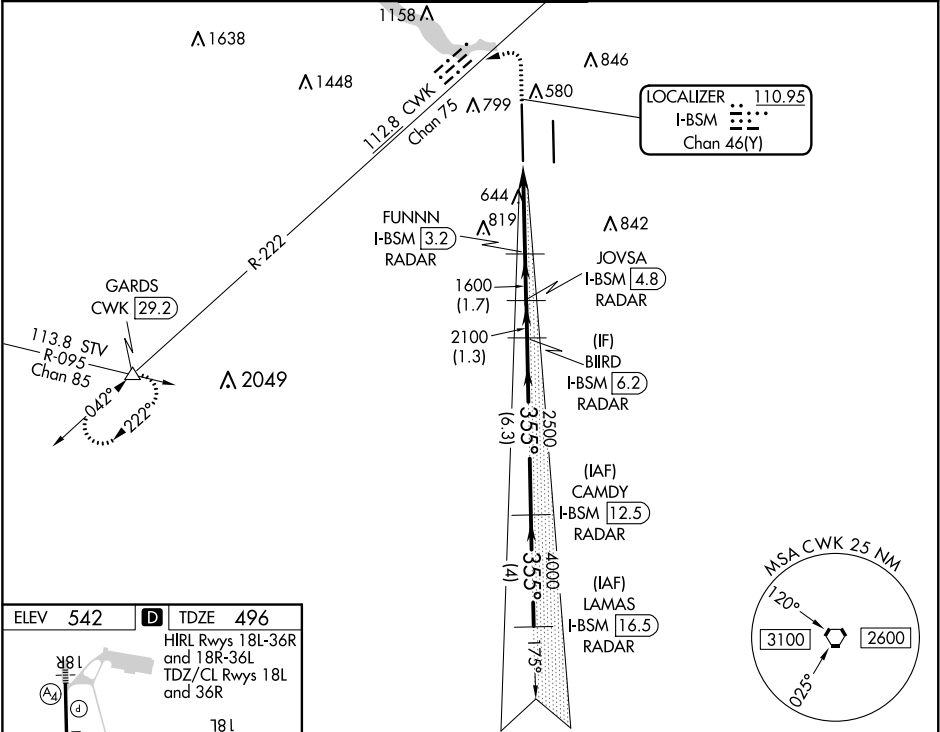 1158
1638
846
1448
580
799
112.8 CWK
Chan 75
LOCALIZER 110.95
I-BSM
Chan 46(Y)
644
819
842
FUNNN
I-BSM 3.2
RADAR
R-222
JOVSA
I-BSM 4.8
RADAR
1600
(1.7)
GARDS
CWK 29.2
2100
(1.3)
(IF)
BIIRD
I-BSM 6.2
RADAR
113.8 STV
R-095
Chan 85
2049
042°
222°
355°
2500
(6.3)
(IAF)
CAMDY
I-BSM 12.5
RADAR
355°
4000
(4)
(IAF)
LAMAS
I-BSM 16.5
RADAR
175°
MSA CWK 25 NM
120°
3100
2600
025°
ELEV 542 D TDZE 496
HIRL Rwys 18L-36R
and 18R-36L
TDZ/CL Rwys 18L
and 36R
18R
A4
P
18L